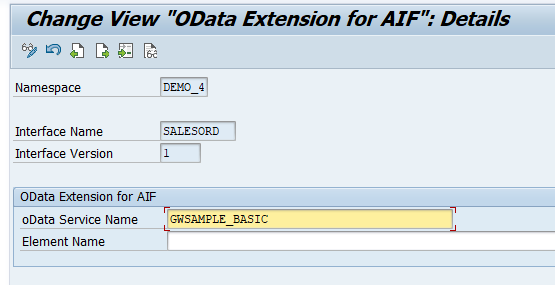 Change View "OData Extension for AIF": Details
Namespace DEMO_4
Interface Name SALESORD
Interface Version 1
OData Extension for AIF
oData Service Name GWSAMPLE_BASIC
Element Name